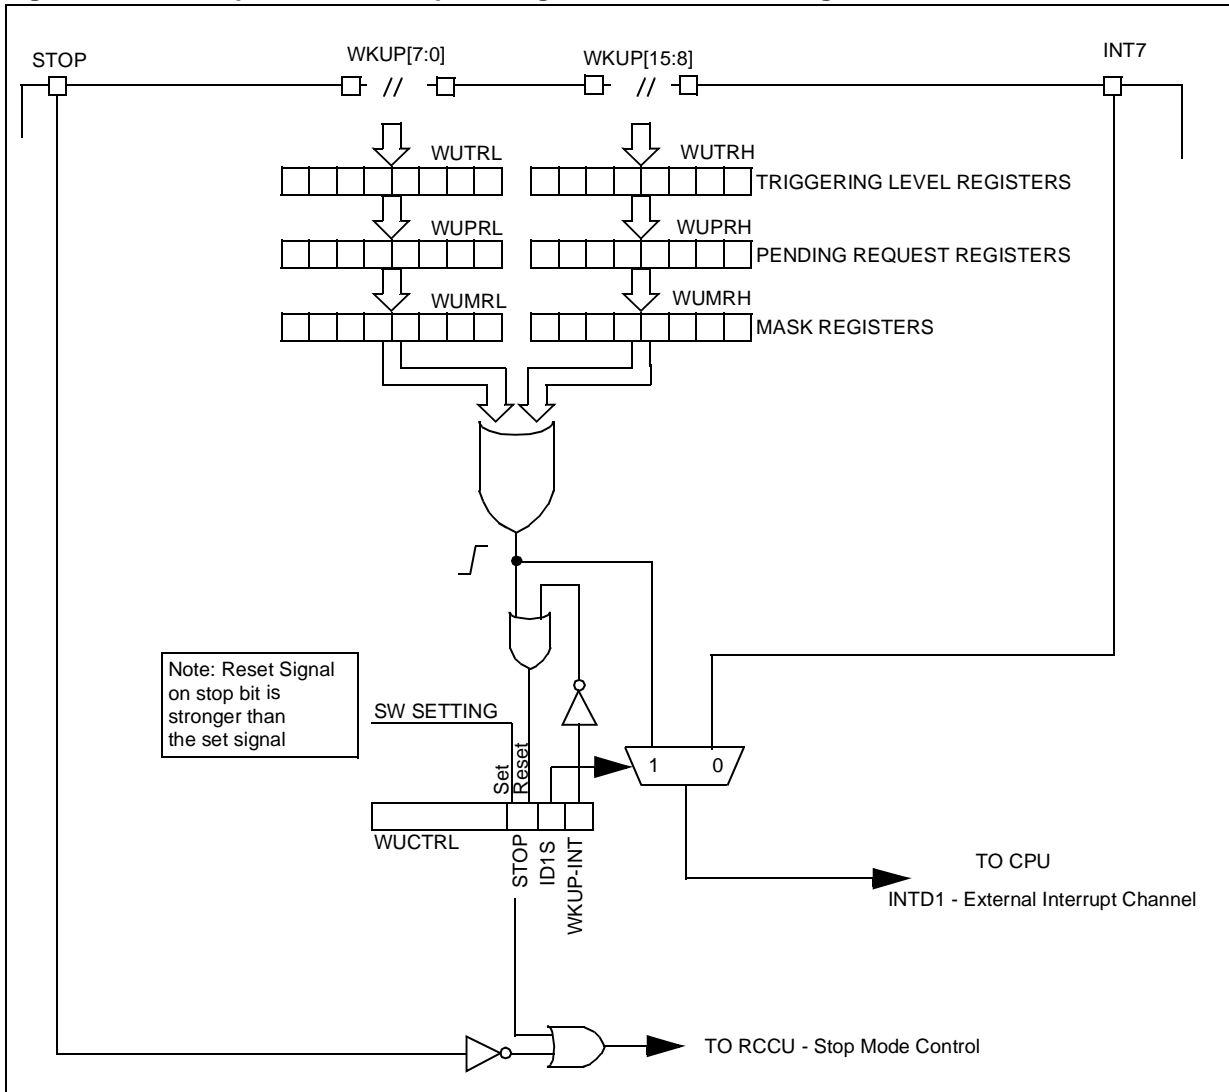 STOP
WKUP[7:0]
WKUP[15:8]
INT7
WUTRL
WUTRH
TRIGGERING LEVEL REGISTERS
WUPRL
WUPRH
PENDING REQUEST REGISTERS
WUMRL
WUMRH
MASK REGISTERS
Note: Reset Signal
on stop bit is
stronger than
the set signal
SW SETTING
Set
Reset
1
0
WUCTRL
STOP
ID1S
WKUP-INT
TO CPU
INTD1 - External Interrupt Channel
TO RCCU - Stop Mode Control